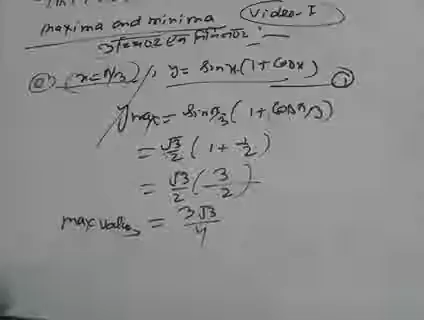 maxima and minima (Video-I
@ (x=π/3), y = sinx(1+cosx) ①
ymax = sinπ/3 (1+cosπ/3)
= √3/2 (1+1/2)
= √3/2 (3/2)
max value = 3√3/4